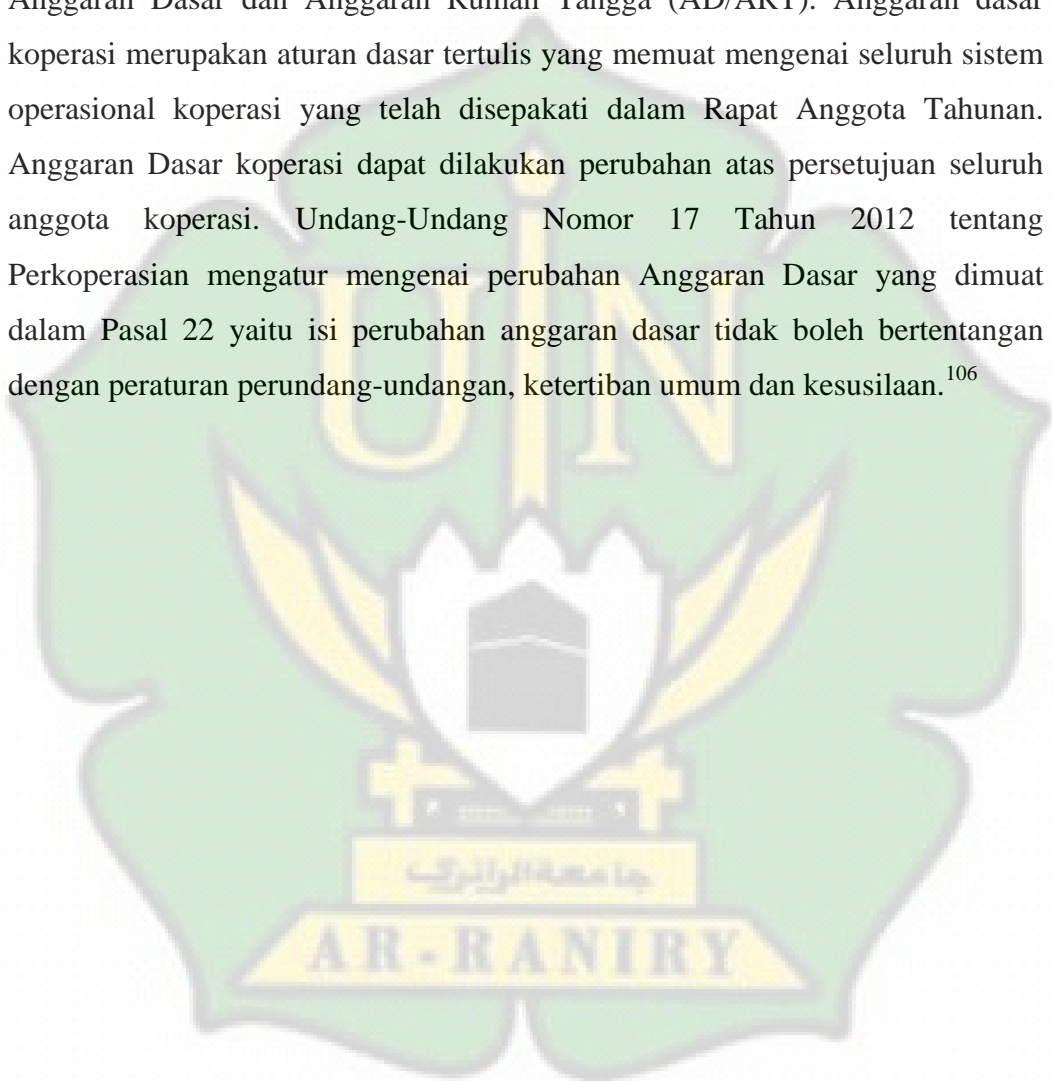 Anggaran Dasar dan Anggaran Rumah Tangga (AD/ART). Anggaran dasar
koperasi merupakan aturan dasar tertulis yang memuat mengenai seluruh sistem
operasional koperasi yang telah disepakati dalam Rapat Anggota Tahunan.
Anggaran Dasar koperasi dapat dilakukan perubahan atas persetujuan seluruh
anggota koperasi. Undang-Undang Nomor 17 Tahun 2012 tentang
Perkoperasian mengatur mengenai perubahan Anggaran Dasar yang dimuat
dalam Pasal 22 yaitu isi perubahan anggaran dasar tidak boleh bertentangan
dengan peraturan perundang-undangan, ketertiban umum dan kesusilaan.106
UIN
جامعةالرانري
AR-RANIRY